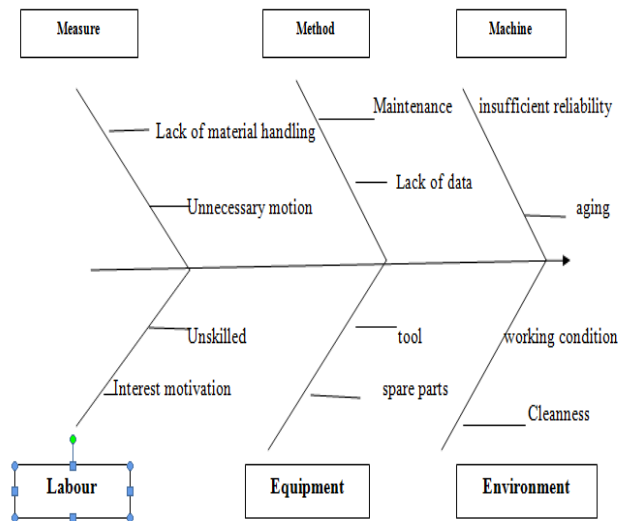 Measure
Method
Machine
Maintenance
insufficient reliability
Lack of material handling
Lack of data
Unnecessary motion
aging
Unskilled
tool
working condition
Interest motivation
spare parts
Cleanness
Labour
Equipment
Environment